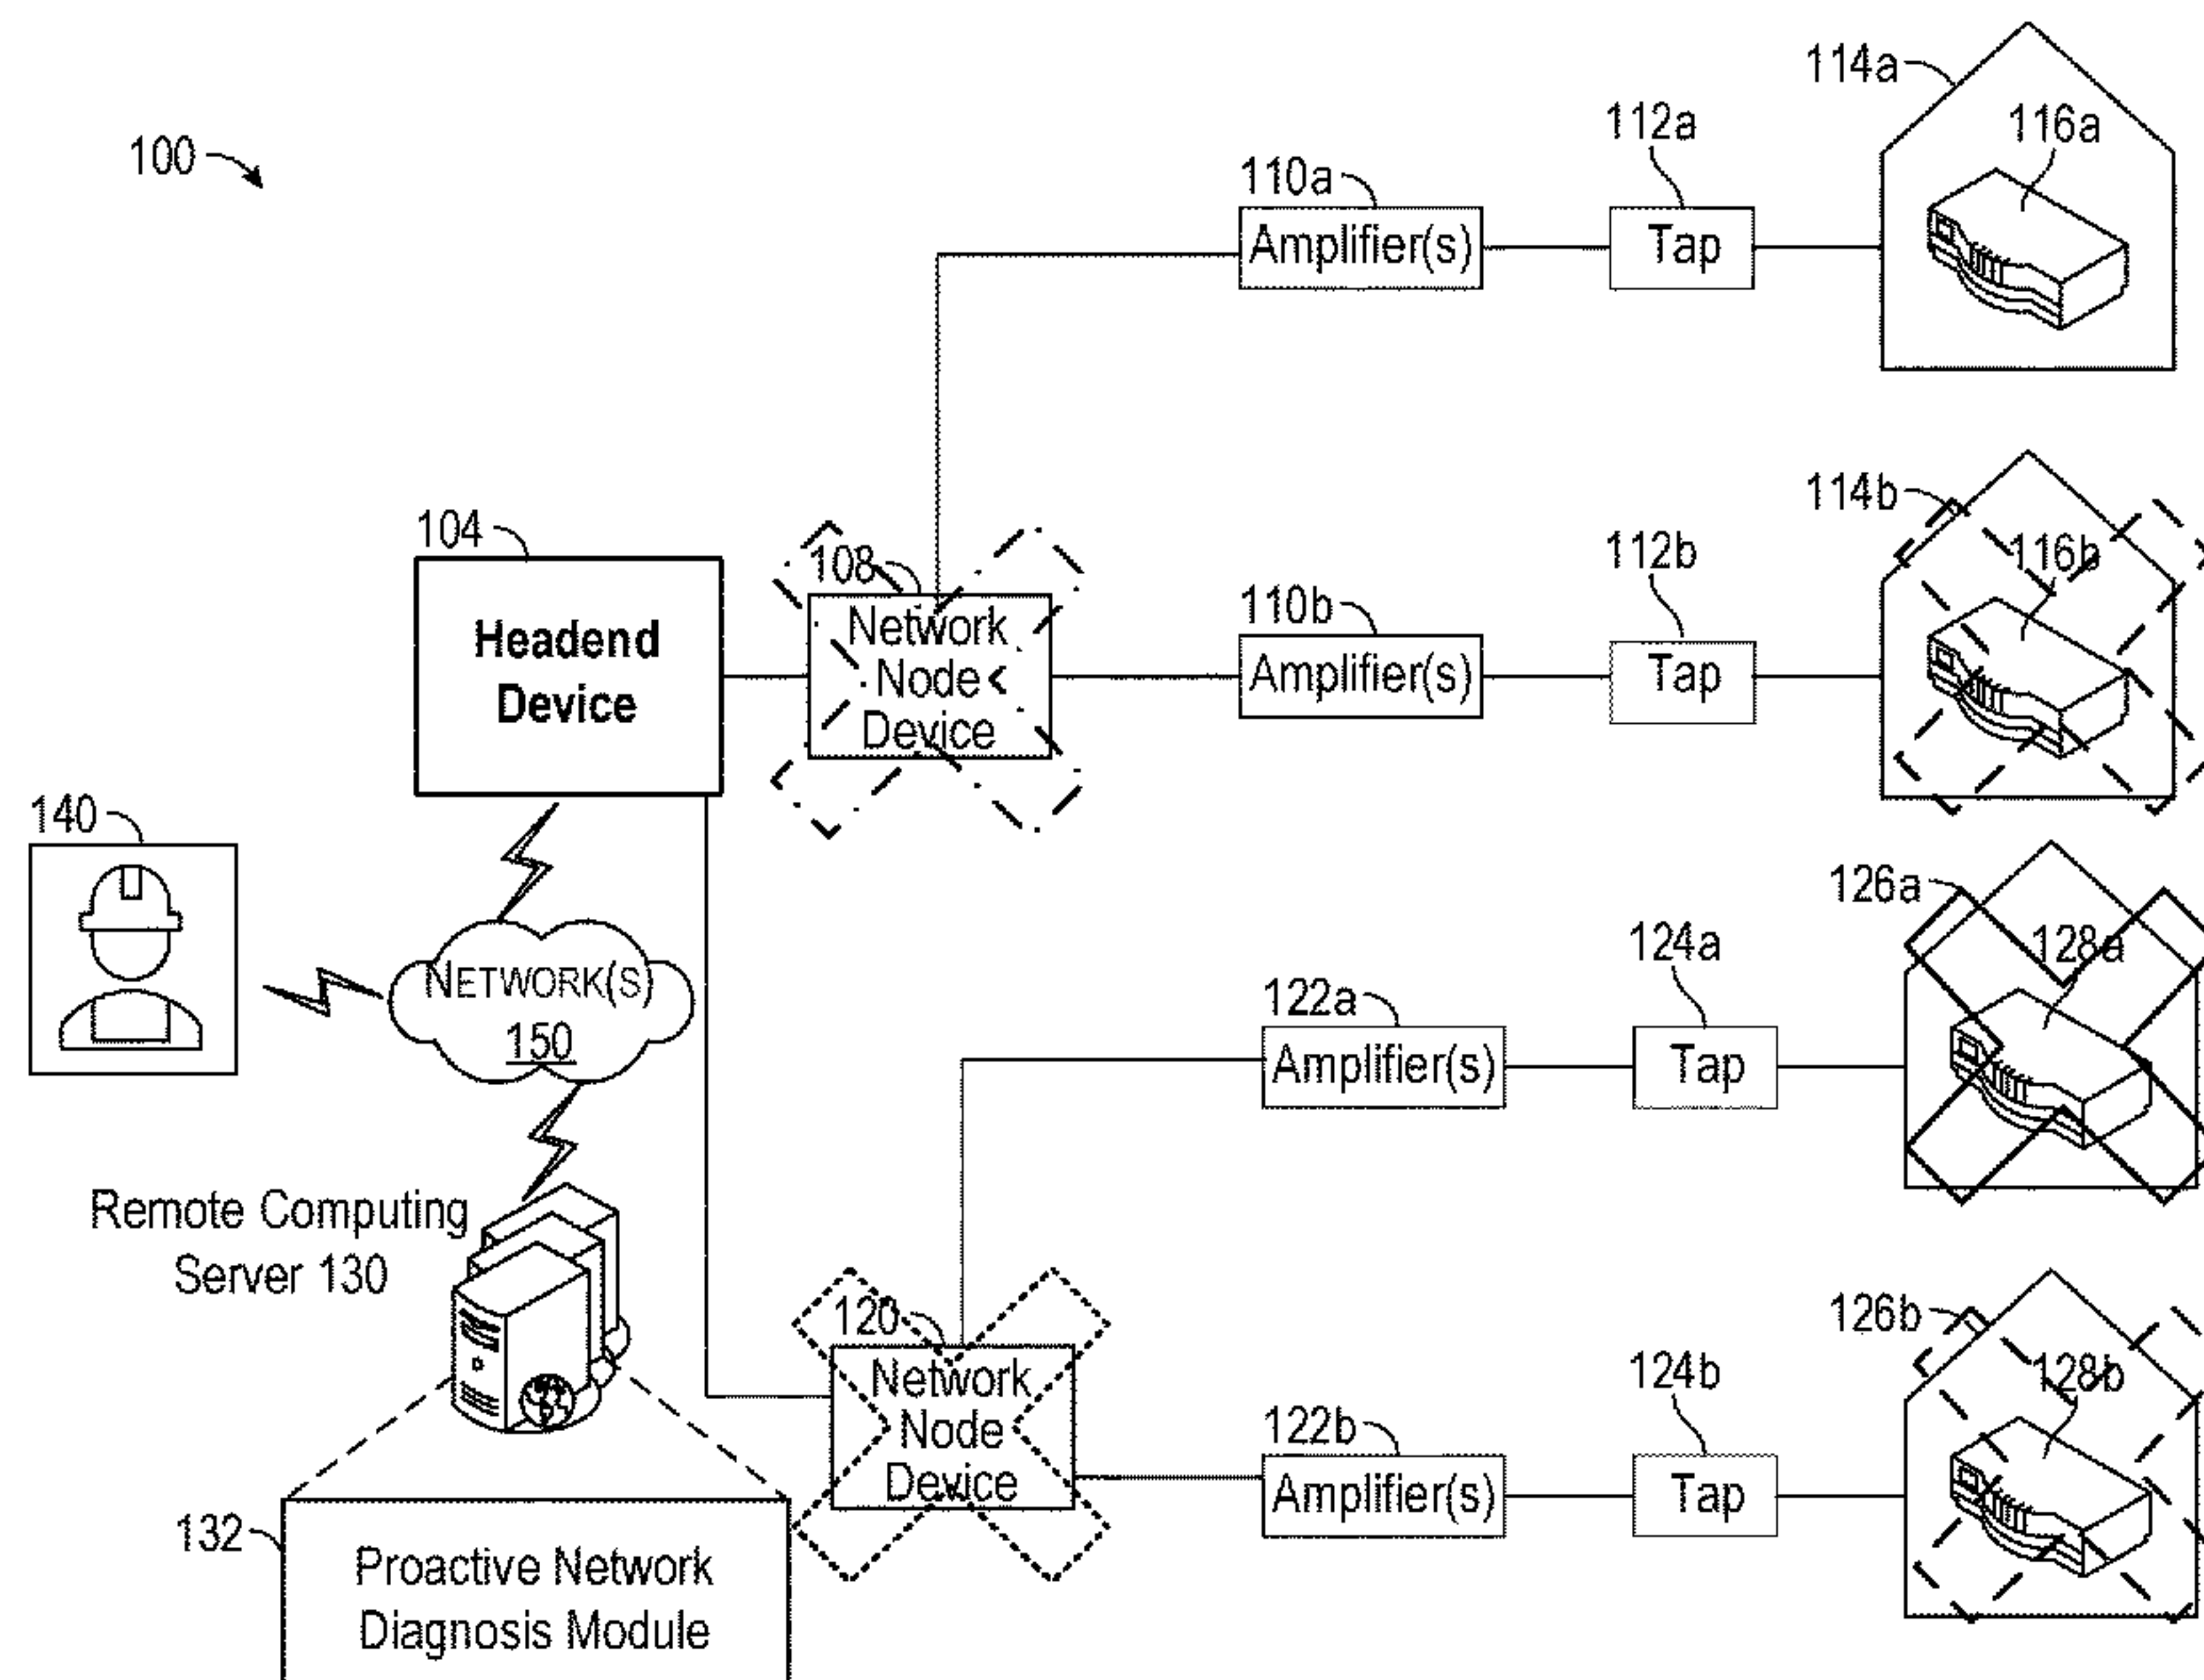 100
114a
116a
112a
110a
Amplifier(s)
Tap
104
108
114b
116b
112b
110b
Headend
Device
Network
Node
Device
Amplifier(s)
Tap
140
126a
128a
124a
122a
NETWORK(S)
150
Amplifier(s)
Tap
Remote Computing
Server 130
120
126b
128b
124b
122b
Network
Node
Device
Amplifier(s)
Tap
132
Proactive Network
Diagnosis Module